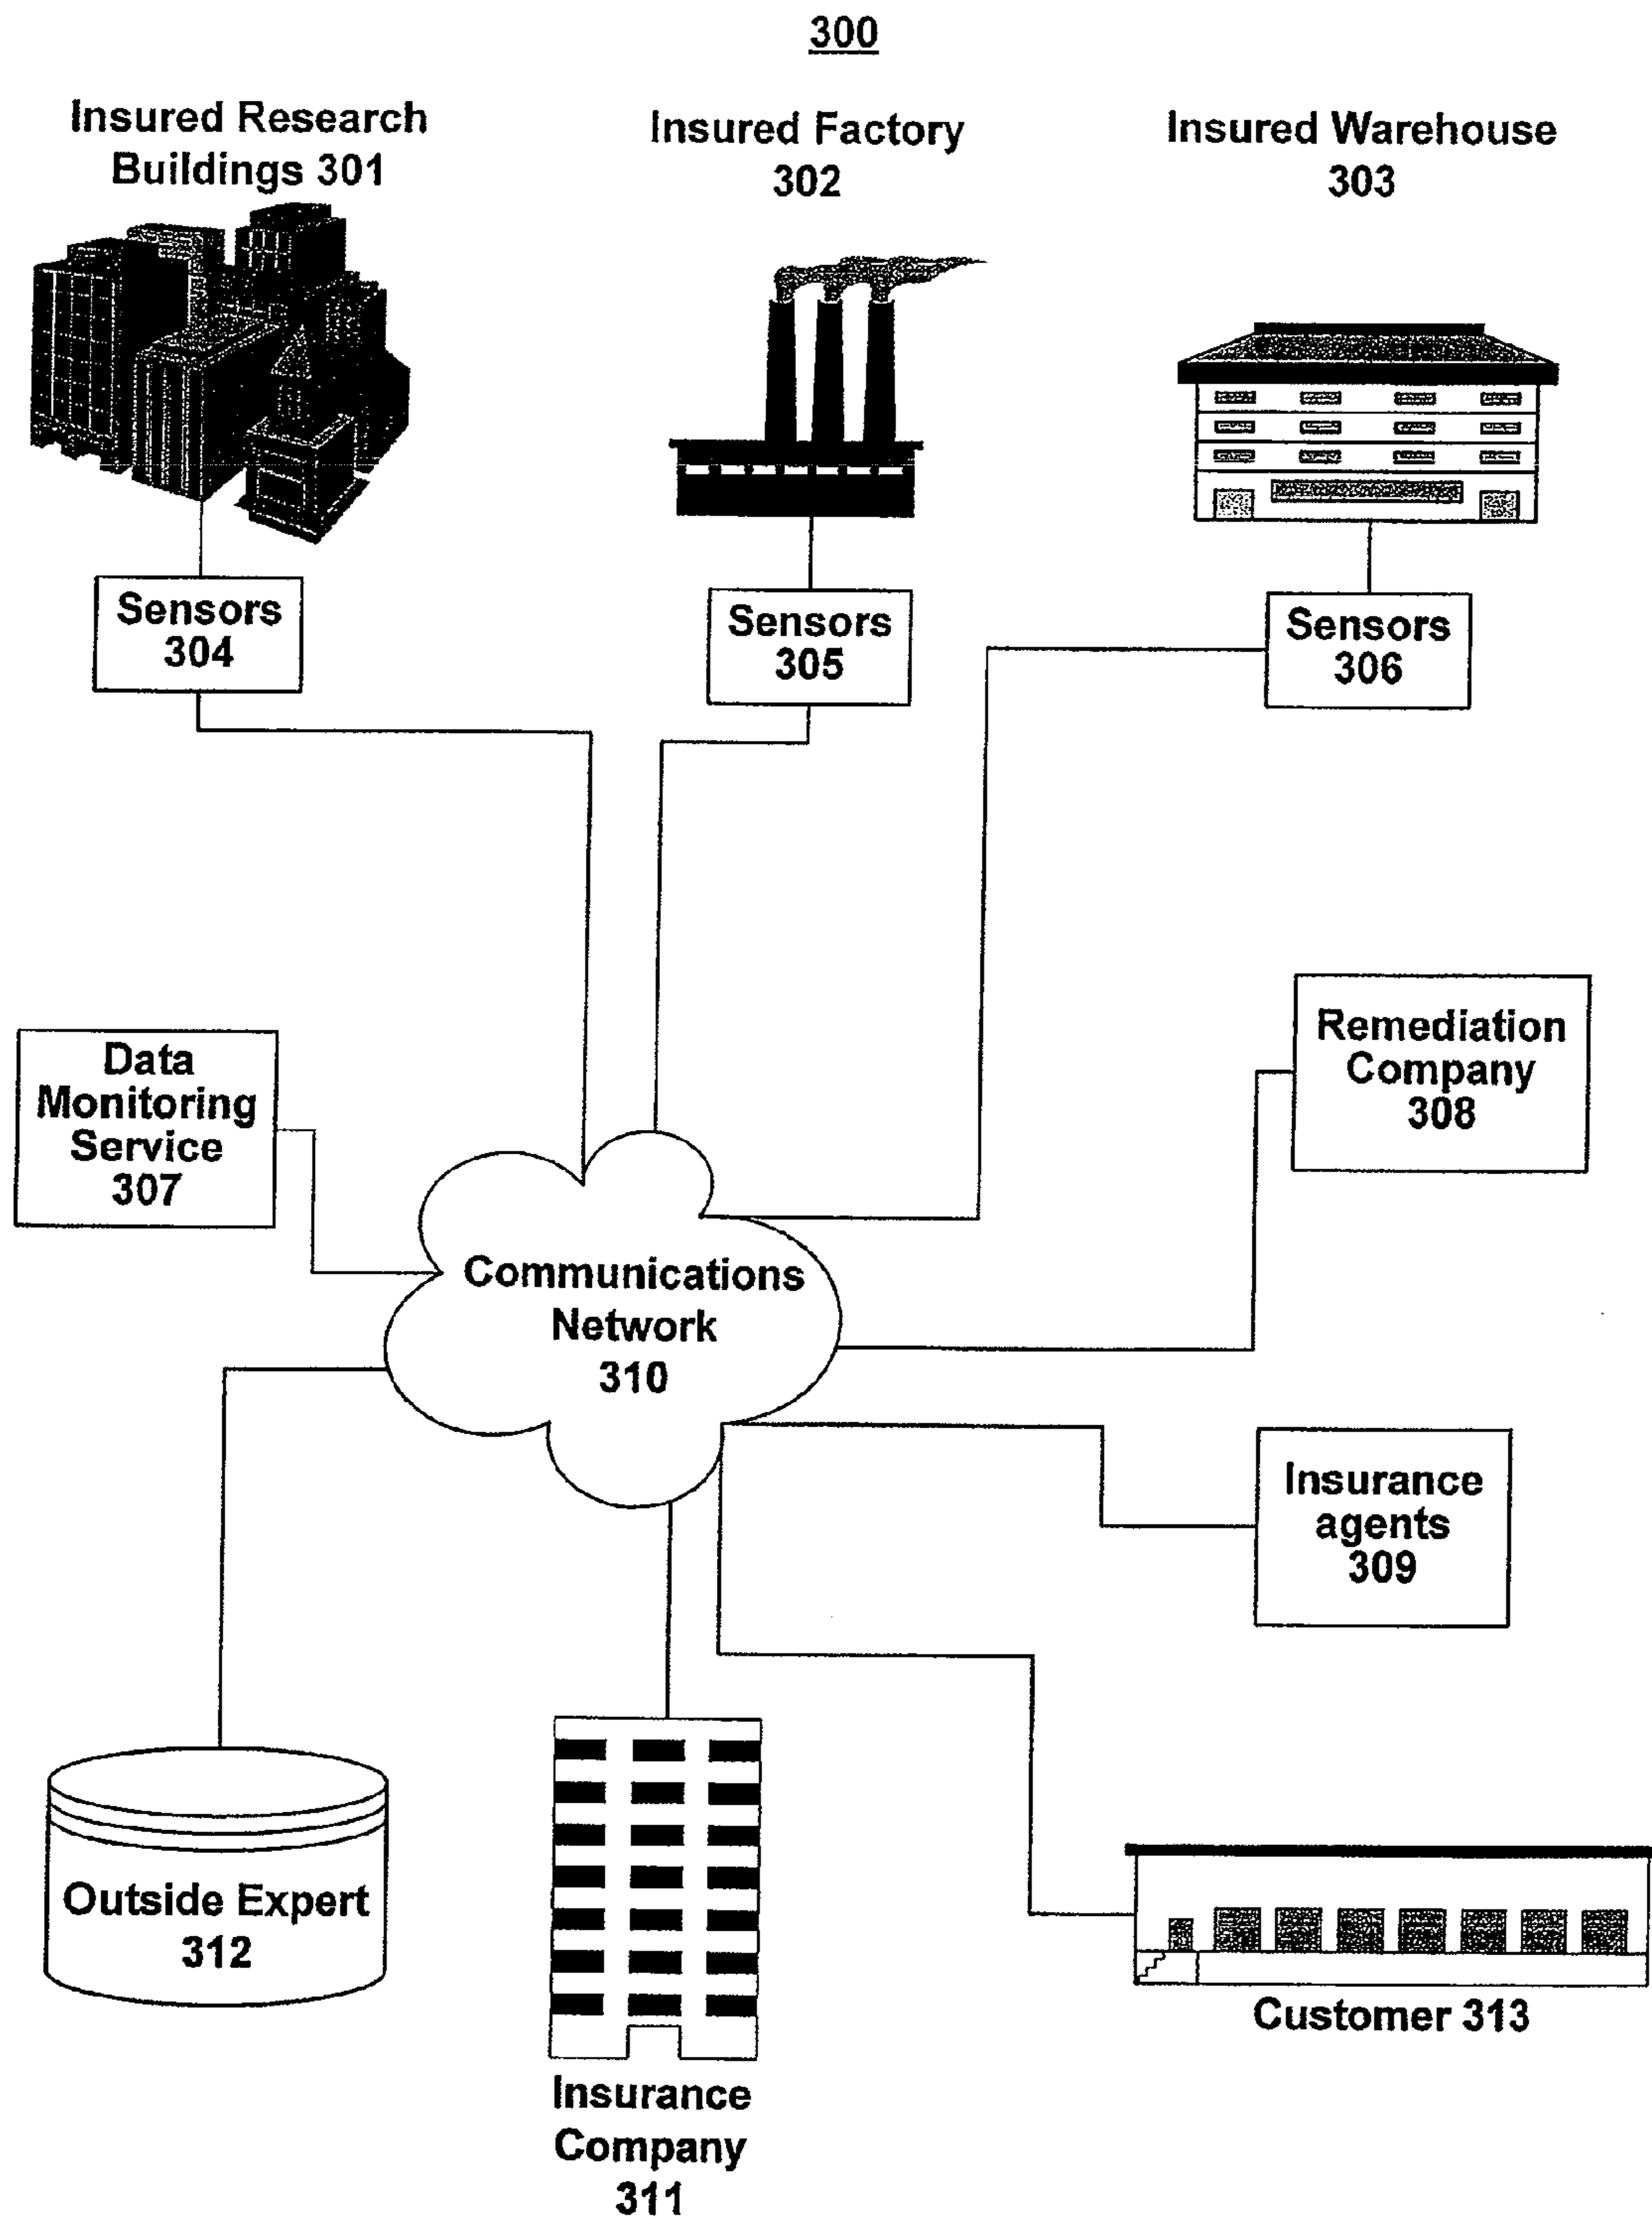 300
Insured Research
Buildings 301
Insured Factory
302
Insured Warehouse
303
Sensors
304
Sensors
305
Sensors
306
Data
Monitoring
Service
307
Remediation
Company
308
Communications
Network
310
Insurance
agents
309
Outside Expert
312
Insurance
Company
311
Customer 313